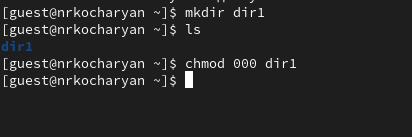 [guest@nrkocharyan ~]$ mkdir dir1
[guest@nrkocharyan ~]$ ls
dir1
[guest@nrkocharyan ~]$ chmod 000 dir1
[guest@nrkocharyan ~]$